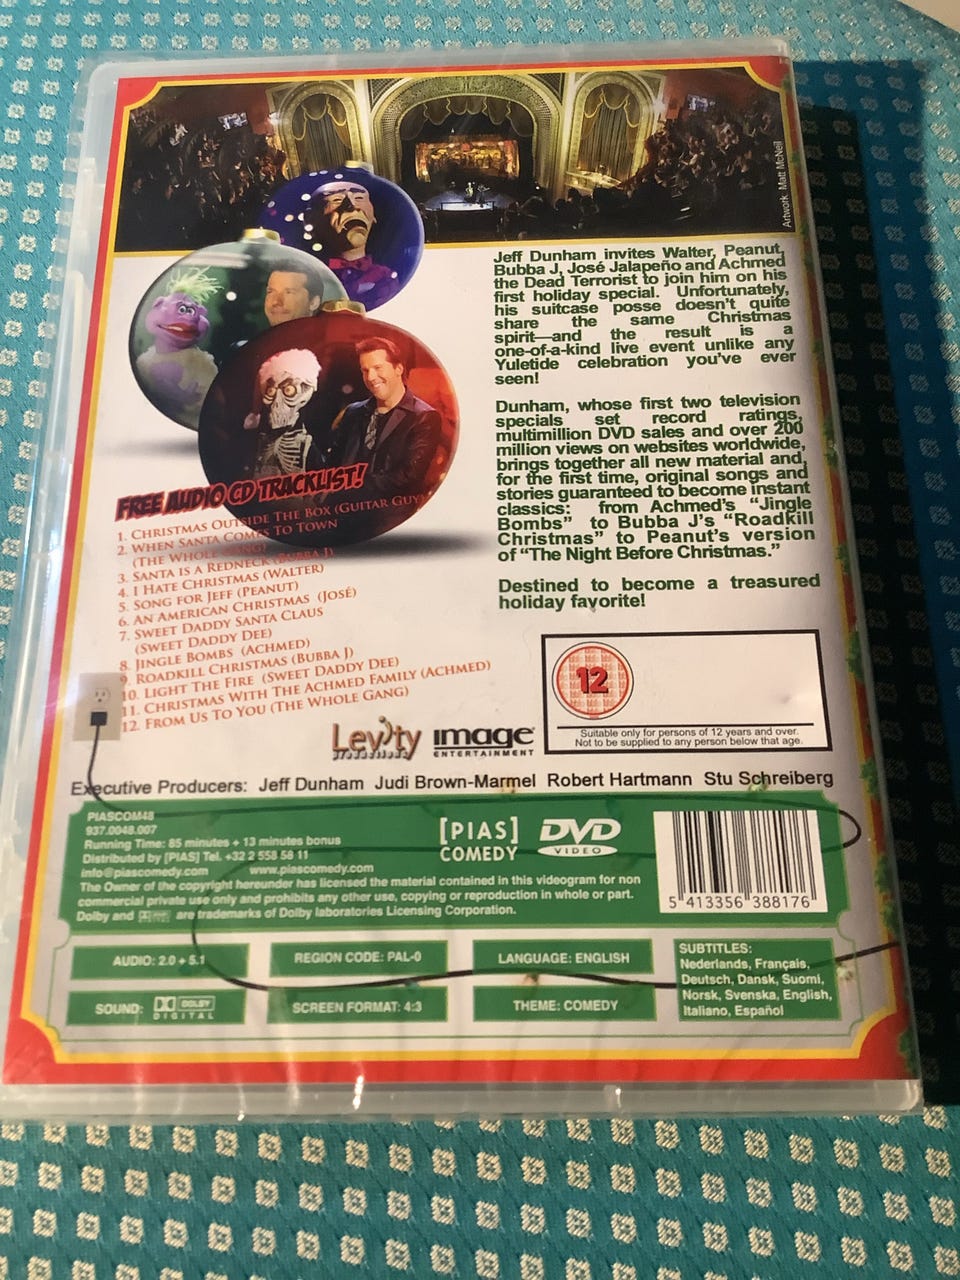 Artwork: Matt McNeil
Jeff Dunham invites Walter, Peanut,
Bubba J, José Jalapeño and Achmed
the Dead Terrorist to join him on his
first holiday special. Unfortunately,
his suitcase posse doesn't quite
share the same Christmas
spirit—and the result is a
one-of-a-kind live event unlike any
Yuletide celebration you've ever
seen!
Dunham, whose first two television
specials set record ratings,
multimillion DVD sales and over 200
million views on websites worldwide,
brings together all new material and,
for the first time, original songs and
stories guaranteed to become instant
classics: from Achmed's "Jingle
Bombs" to Bubba J's "Roadkill
Christmas" to Peanut's version
of "The Night Before Christmas."
Destined to become a treasured
holiday favorite!
FREE AUDIO CD TRACKLIST!
1. Christmas Outside The Box (Guitar Guy)
2. When Santa Comes To Town
(The Whole Gang)
3. Santa is a Redneck (Bubba J)
4. I Hate Christmas (Walter)
5. Song for Jeff (Peanut)
6. An American Christmas (José)
7. Sweet Daddy Santa Claus
(Sweet Daddy Dee)
8. Jingle Bombs (Achmed)
9. Roadkill Christmas (Bubba J)
10. Light The Fire (Sweet Daddy Dee)
11. Christmas With The Achmed Family (Achmed)
12. From Us To You (The Whole Gang)
Levity
productions
image
ENTERTAINMENT
12
Suitable only for persons of 12 years and over.
Not to be supplied to any person below that age.
Executive Producers: Jeff Dunham Judi Brown-Marmel Robert Hartmann Stu Schreiberg
PIASCOM48
937.0048.007
Running Time: 85 minutes + 13 minutes bonus
Distributed by [PIAS] Tel. +32 2 558 58 11
info@piascomedy.com www.piascomedy.com
The Owner of the copyright hereunder has licensed the material contained in this videogram for non
commercial private use only and prohibits any other use, copying or reproduction in whole or part.
Dolby and are trademarks of Dolby laboratories Licensing Corporation.
[PIAS]
COMEDY
DVD
VIDEO
5 413356 388176
AUDIO: 2.0 + 5.1
REGION CODE: PAL-0
LANGUAGE: ENGLISH
SOUND: DOLBY
DIGITAL
SCREEN FORMAT: 4:3
THEME: COMEDY
SUBTITLES:
Nederlands, Français,
Deutsch, Dansk, Suomi,
Norsk, Svenska, English,
Italiano, Español